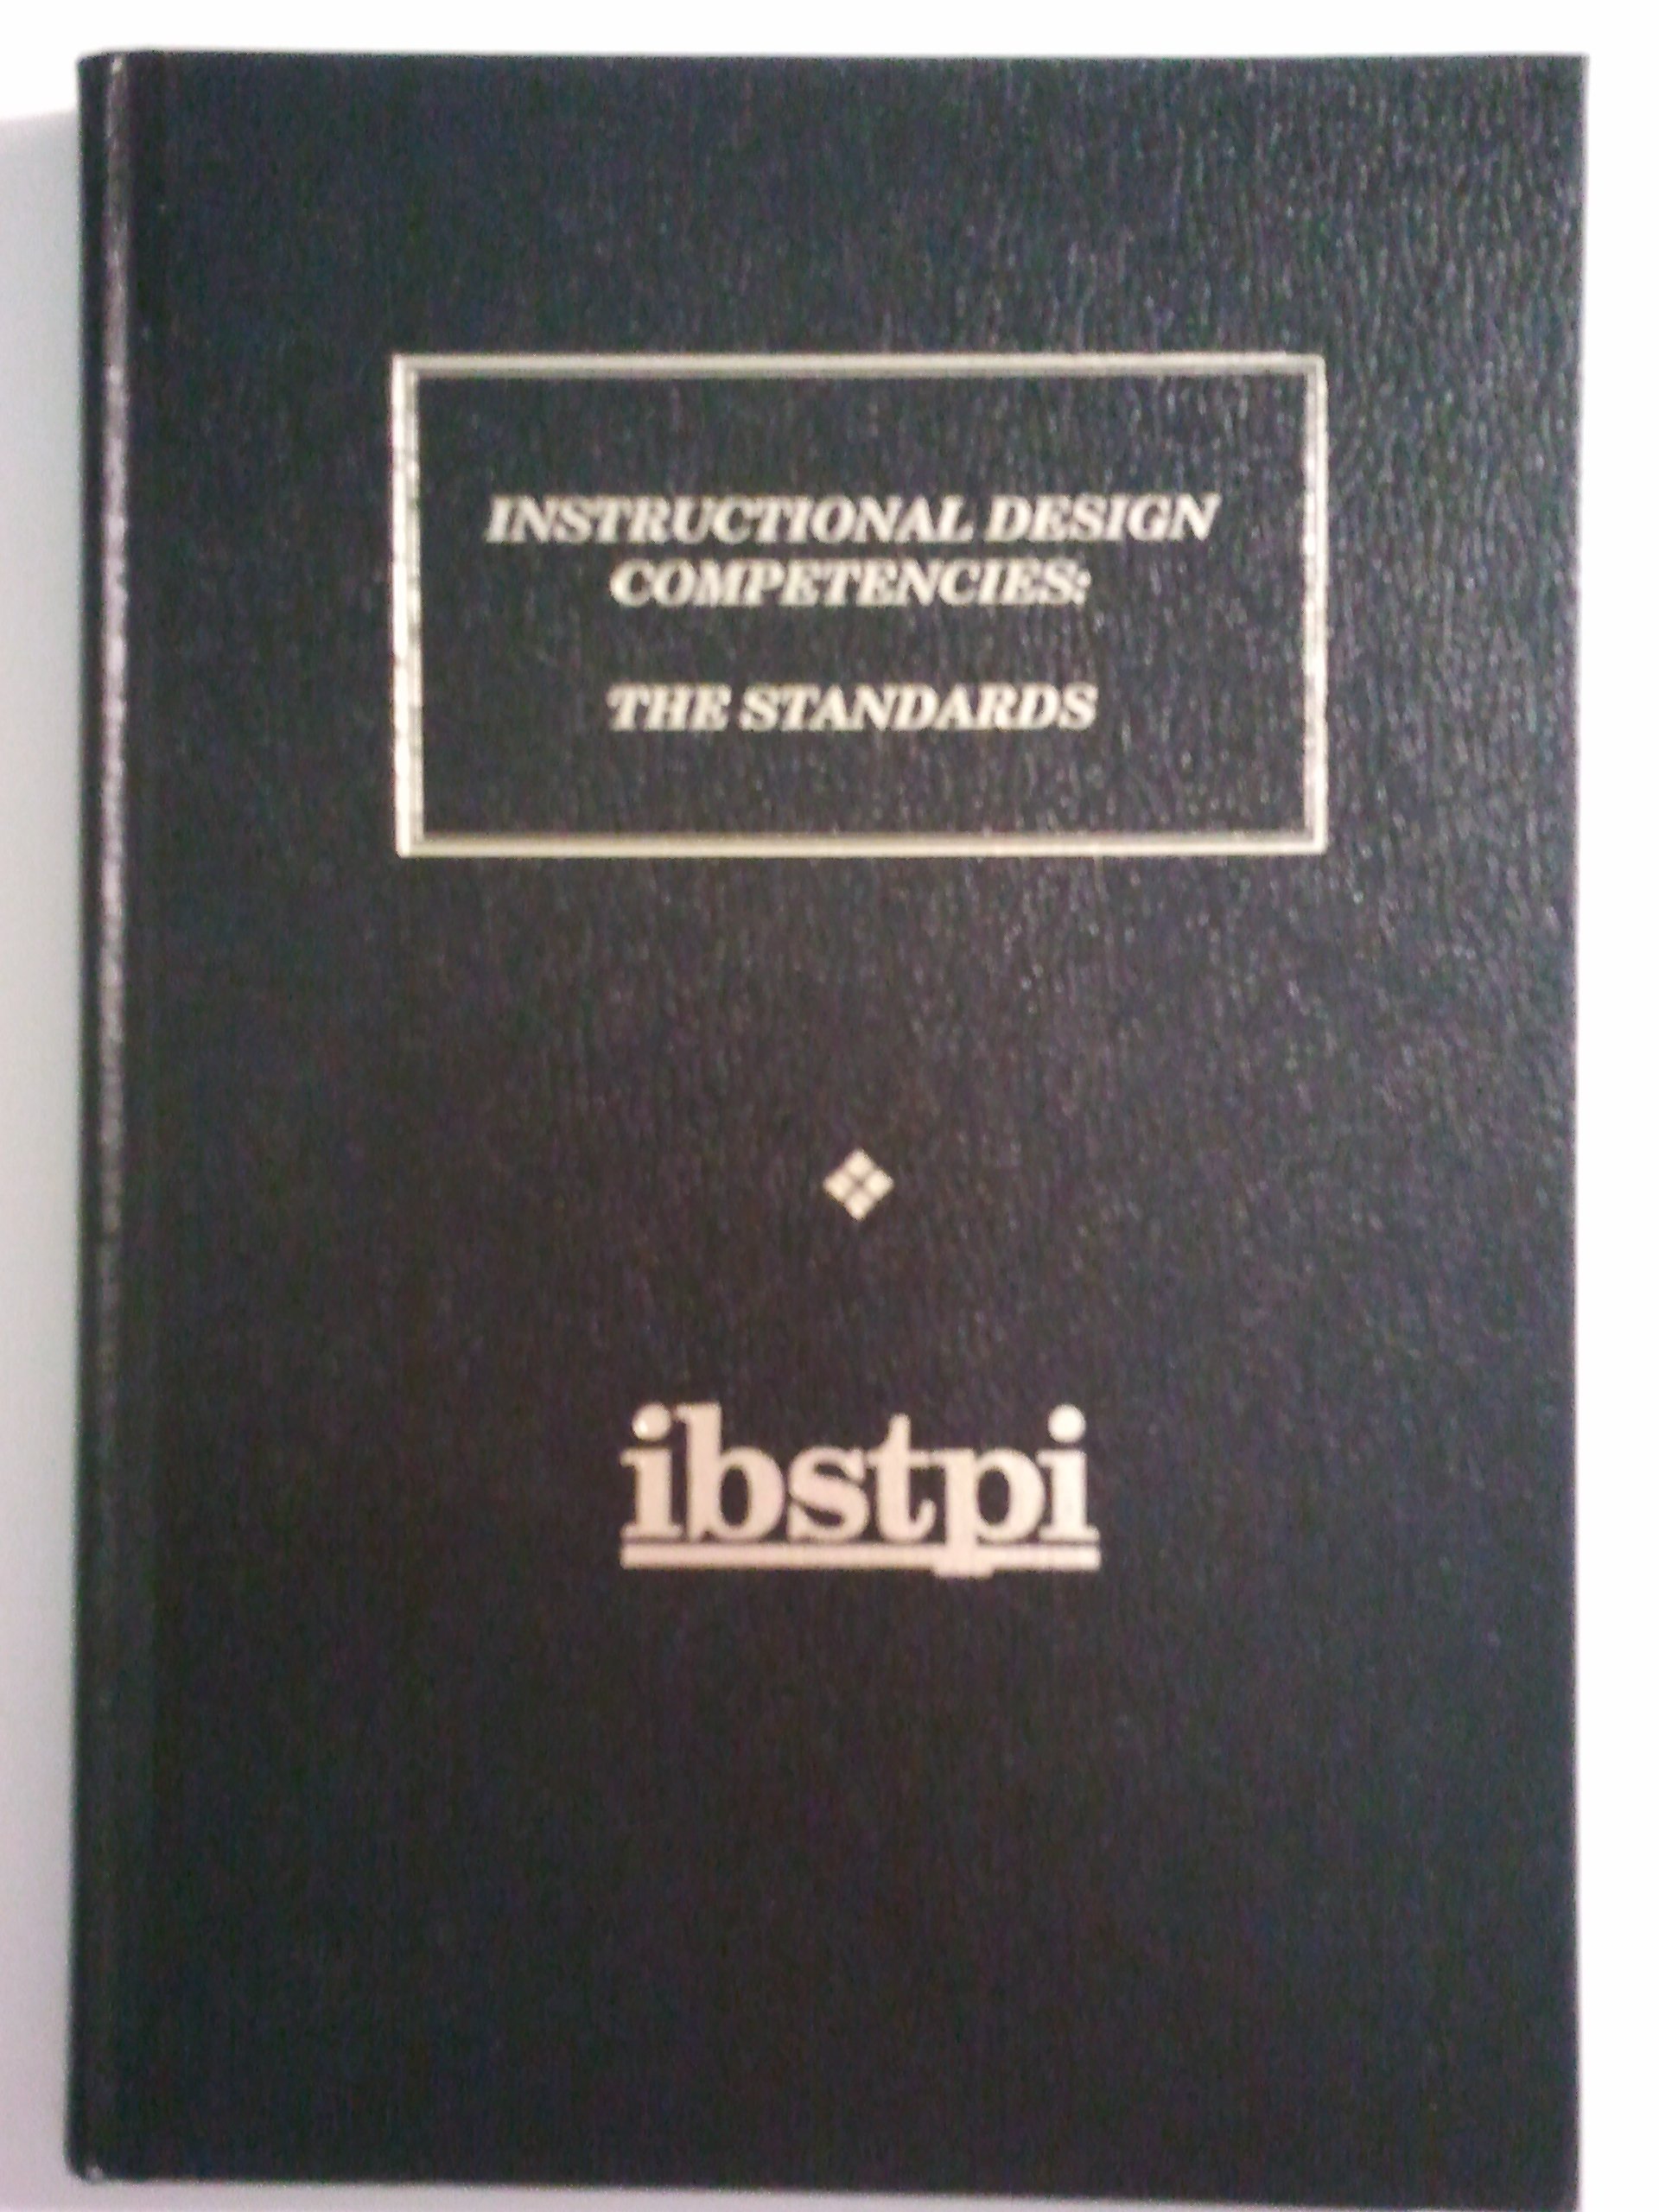 INSTRUCTIONAL DESIGN
COMPETENCIES:
THE STANDARDS
ibstpi